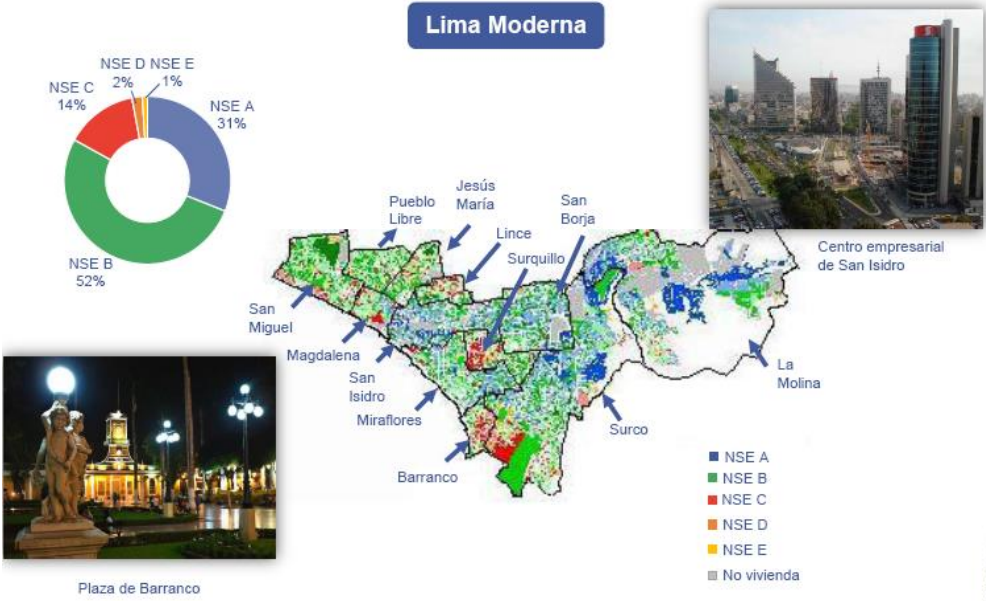 Lima Moderna
NSE D
2%
NSE E
1%
NSE C
14%
NSE A
31%
NSE B
52%
Pueblo
Libre
Jesús
María
Lince
Surquillo
San
Borja
San
Miguel
Magdalena
San
Isidro
Miraflores
Barranco
Surco
La
Molina
Centro empresarial
de San Isidro
NSE A
NSE B
NSE C
NSE D
NSE E
No vivienda
Plaza de Barranco